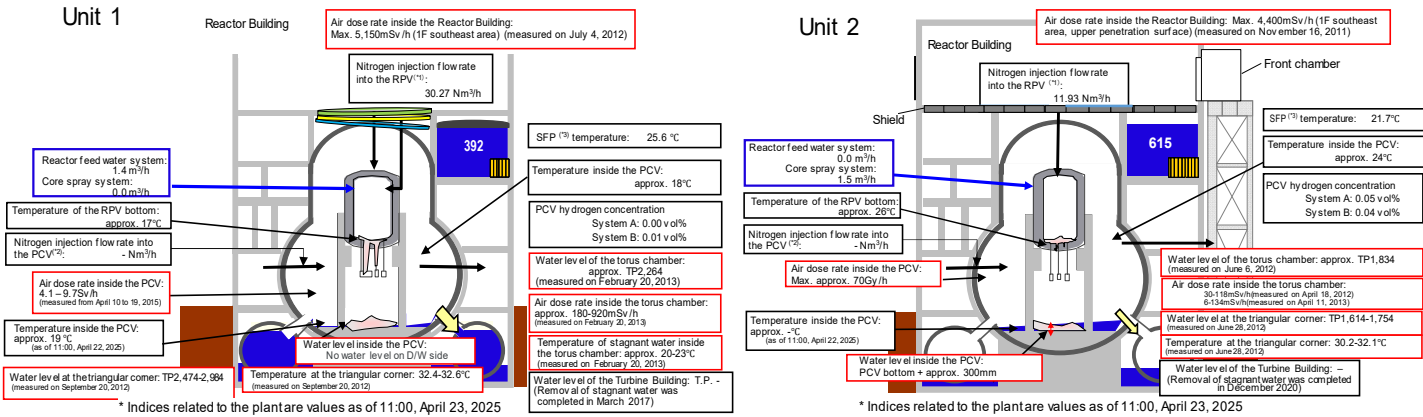 Unit 1
Reactor Building
Air dose rate inside the Reactor Building:
Max. 5,150mSv/h (1F southeast area) (measured on July 4, 2012)
Nitrogen injection flow rate
into the RPV(*1):
30.27 Nm³/h
392
SFP (*3) temperature: 25.6 ℃
Reactor feed water system:
1.4 m³/h
Core spray system:
0.0 m³/h
Temperature inside the PCV:
approx. 18℃
Temperature of the RPV bottom:
approx. 17℃
PCV hydrogen concentration
System A: 0.00 vol%
System B: 0.01 vol%
Nitrogen injection flow rate into
the PCV(*2): - Nm³/h
Water level of the torus chamber:
approx. TP2,264
(measured on February 20, 2013)
Air dose rate inside the PCV:
4.1 – 9.7Sv/h
(measured from April 10 to 19, 2015)
Air dose rate inside the torus chamber:
approx. 180-920mSv/h
(measured on February 20, 2013)
Temperature inside the PCV:
approx. 19 ℃
(as of 11:00, April 22, 2025)
Water level inside the PCV:
No water level on D/W side
Temperature of stagnant water inside
the torus chamber: approx. 20-23℃
(measured on February 20, 2013)
Water level at the triangular corner: TP2,474-2,984
(measured on September 20, 2012)
Temperature at the triangular corner: 32.4-32.6℃
(measured on September 20, 2012)
Water level of the Turbine Building: T.P. -
(Removal of stagnant water was
completed in March 2017)
* Indices related to the plant are values as of 11:00, April 23, 2025
Unit 2
Reactor Building
Air dose rate inside the Reactor Building: Max. 4,400mSv/h (1F southeast
area, upper penetration surface) (measured on November 16, 2011)
Front chamber
Nitrogen injection flow rate
into the RPV (*1):
11.93 Nm³/h
Shield
615
SFP (*3) temperature: 21.7℃
Reactor feed water system:
0.0 m³/h
Core spray system:
1.5 m³/h
Temperature inside the PCV:
approx. 24℃
Temperature of the RPV bottom:
approx. 26℃
PCV hydrogen concentration
System A: 0.05 vol%
System B: 0.04 vol%
Nitrogen injection flow rate into
the PCV(*2): - Nm³/h
Water level of the torus chamber: approx. TP1,834
(measured on June 6, 2012)
Air dose rate inside the PCV:
Max. approx. 70Gy/h
Air dose rate inside the torus chamber:
30-118mSv/h(measured on April 18, 2012)
6-134mSv/h(measured on April 11, 2013)
Temperature inside the PCV:
approx. -℃
(as of 11:00, April 22, 2025)
Water level at the triangular corner: TP1,614-1,754
(measured on June 28, 2012)
Temperature at the triangular corner: 30.2-32.1℃
(measured on June 28, 2012)
Water level inside the PCV:
PCV bottom + approx. 300mm
Water level of the Turbine Building: –
(Removal of stagnant water was completed
in December 2020)
* Indices related to the plant are values as of 11:00, April 23, 2025